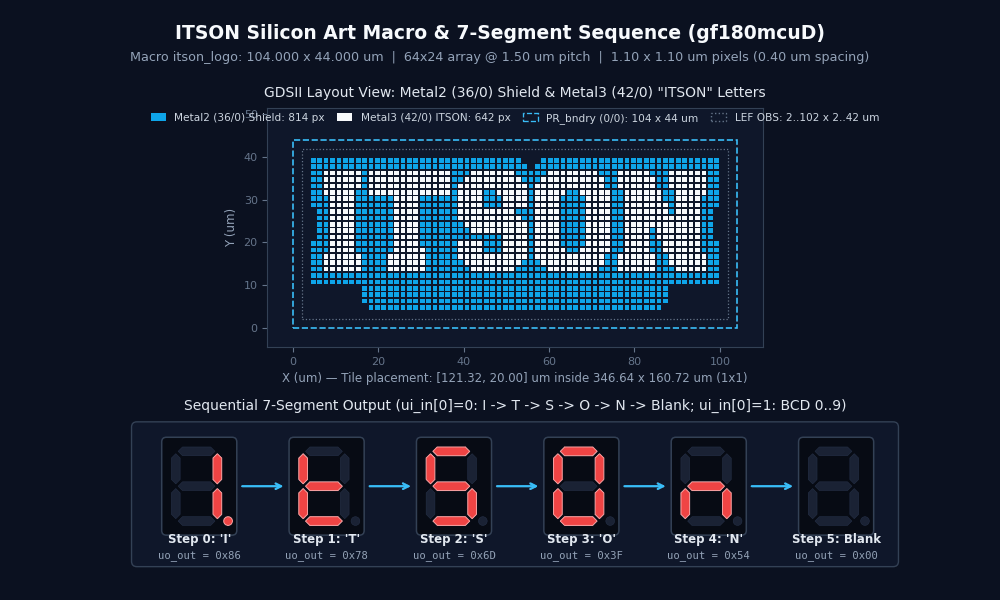 ITSON Silicon Art Macro & 7-Segment Sequence (gf180mcuD)
Macro itson_logo: 104.000 x 44.000 um | 64x24 array @ 1.50 um pitch | 1.10 x 1.10 um pixels (0.40 um spacing)
GDSII Layout View: Metal2 (36/0) Shield & Metal3 (42/0) "ITSON" Letters
Metal2 (36/0) Shield: 814 px Metal3 (42/0) ITSON: 642 px PR_bndry (0/0): 104 x 44 um LEF OBS: 2..102 x 2..42 um
50
40
30
20
10
0
Y (um)
ITSON
0 20 40 60 80 100
X (um) — Tile placement: [121.32, 20.00] um inside 346.64 x 160.72 um (1x1)
Sequential 7-Segment Output (ui_in[0]=0: I -> T -> S -> O -> N -> Blank; ui_in[0]=1: BCD 0..9)
Step 0: 'I' Step 1: 'T' Step 2: 'S' Step 3: 'O' Step 4: 'N' Step 5: Blank
uo_out = 0x86 uo_out = 0x78 uo_out = 0x6D uo_out = 0x3F uo_out = 0x54 uo_out = 0x00